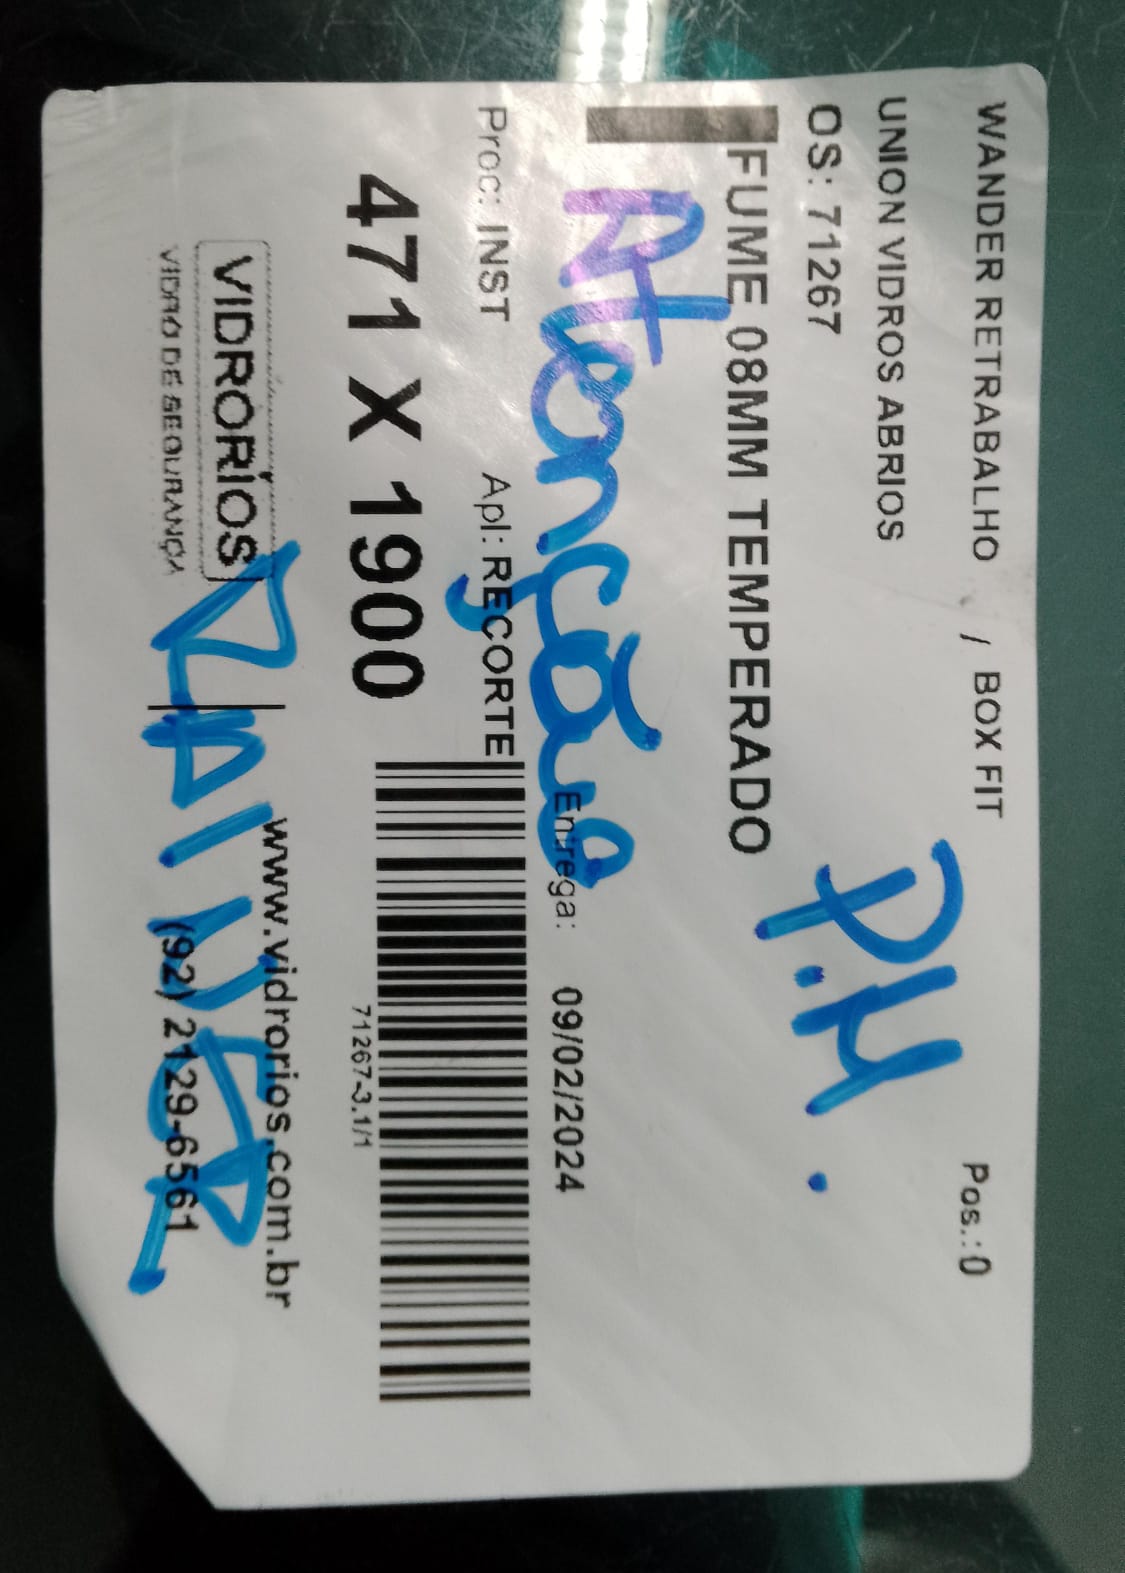 WANDER RETRABALHO / BOX FIT Pos.: 0
UNION VIDROS ABRIOS
P.H.
OS: 71267
FUME 08MM TEMPERADO
Atenção
Entrega: 09/02/2024
Proc: INST Apl: RECORTE
471 X 1900
71267-3.1/1
VIDRORÍOS
VIDRO DE SEGURANÇA
www.vidrorios.com.br
(92) 2129-6561